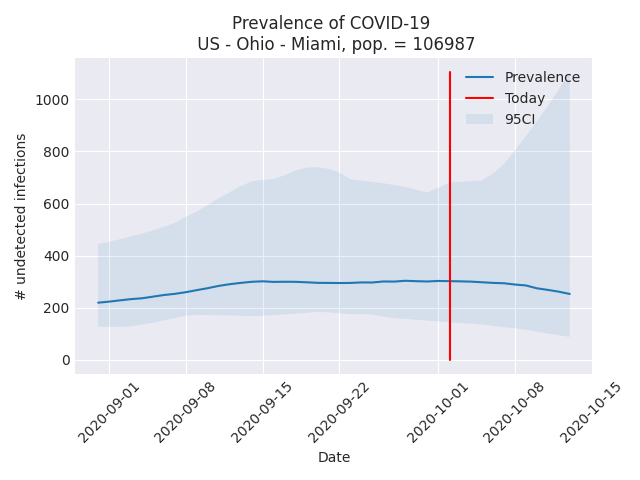 Prevalence of COVID-19
US - Ohio - Miami, pop. = 106987
Prevalence
Today
95CI
# undetected infections
1000
800
600
400
200
0
2020-09-01
2020-09-08
2020-09-15
2020-09-22
2020-10-01
2020-10-08
2020-10-15
Date